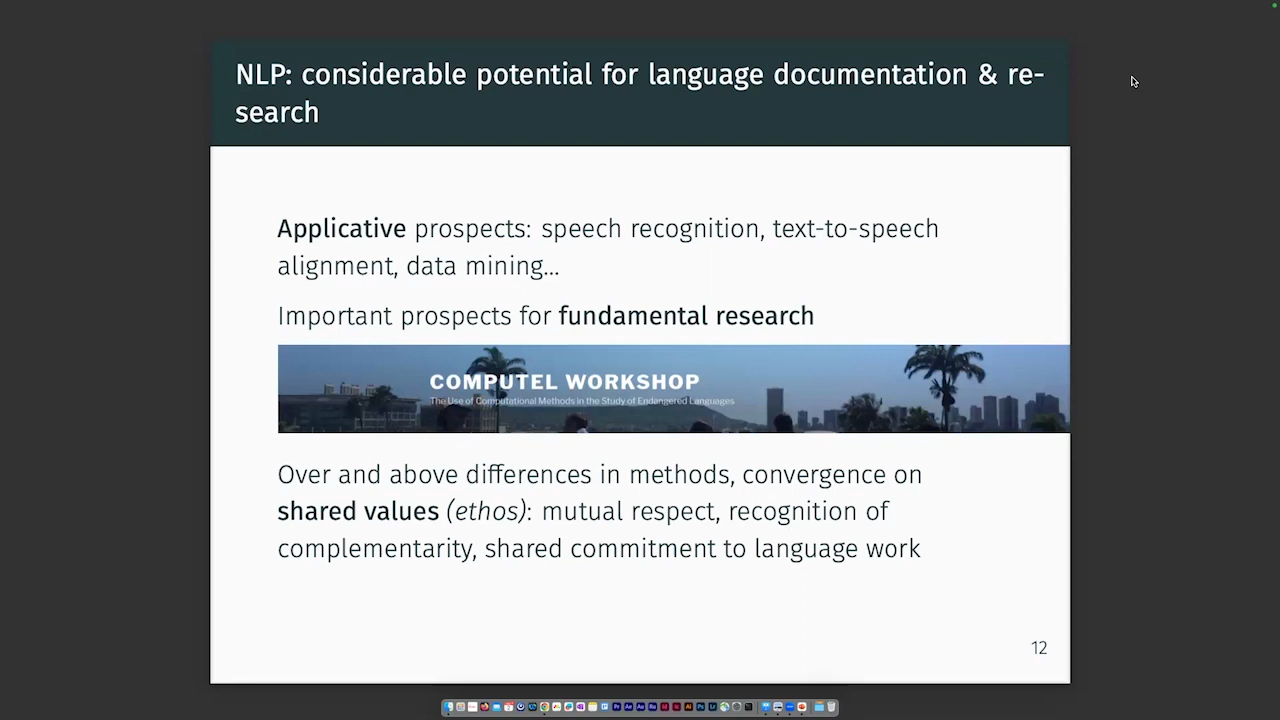 NLP: considerable potential for language documentation & re-
search
Applicative prospects: speech recognition, text-to-speech
alignment, data mining...
Important prospects for fundamental research
COMPUTEL WORKSHOP
The Use of Computational Methods in the Study of Endangered Languages
Over and above differences in methods, convergence on
shared values (ethos): mutual respect, recognition of
complementarity, shared commitment to language work
12